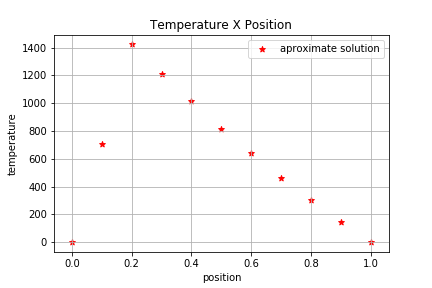 Temperature X Position
aproximate solution
temperature
1400
1200
1000
800
600
400
200
0
0.0 0.2 0.4 0.6 0.8 1.0
position